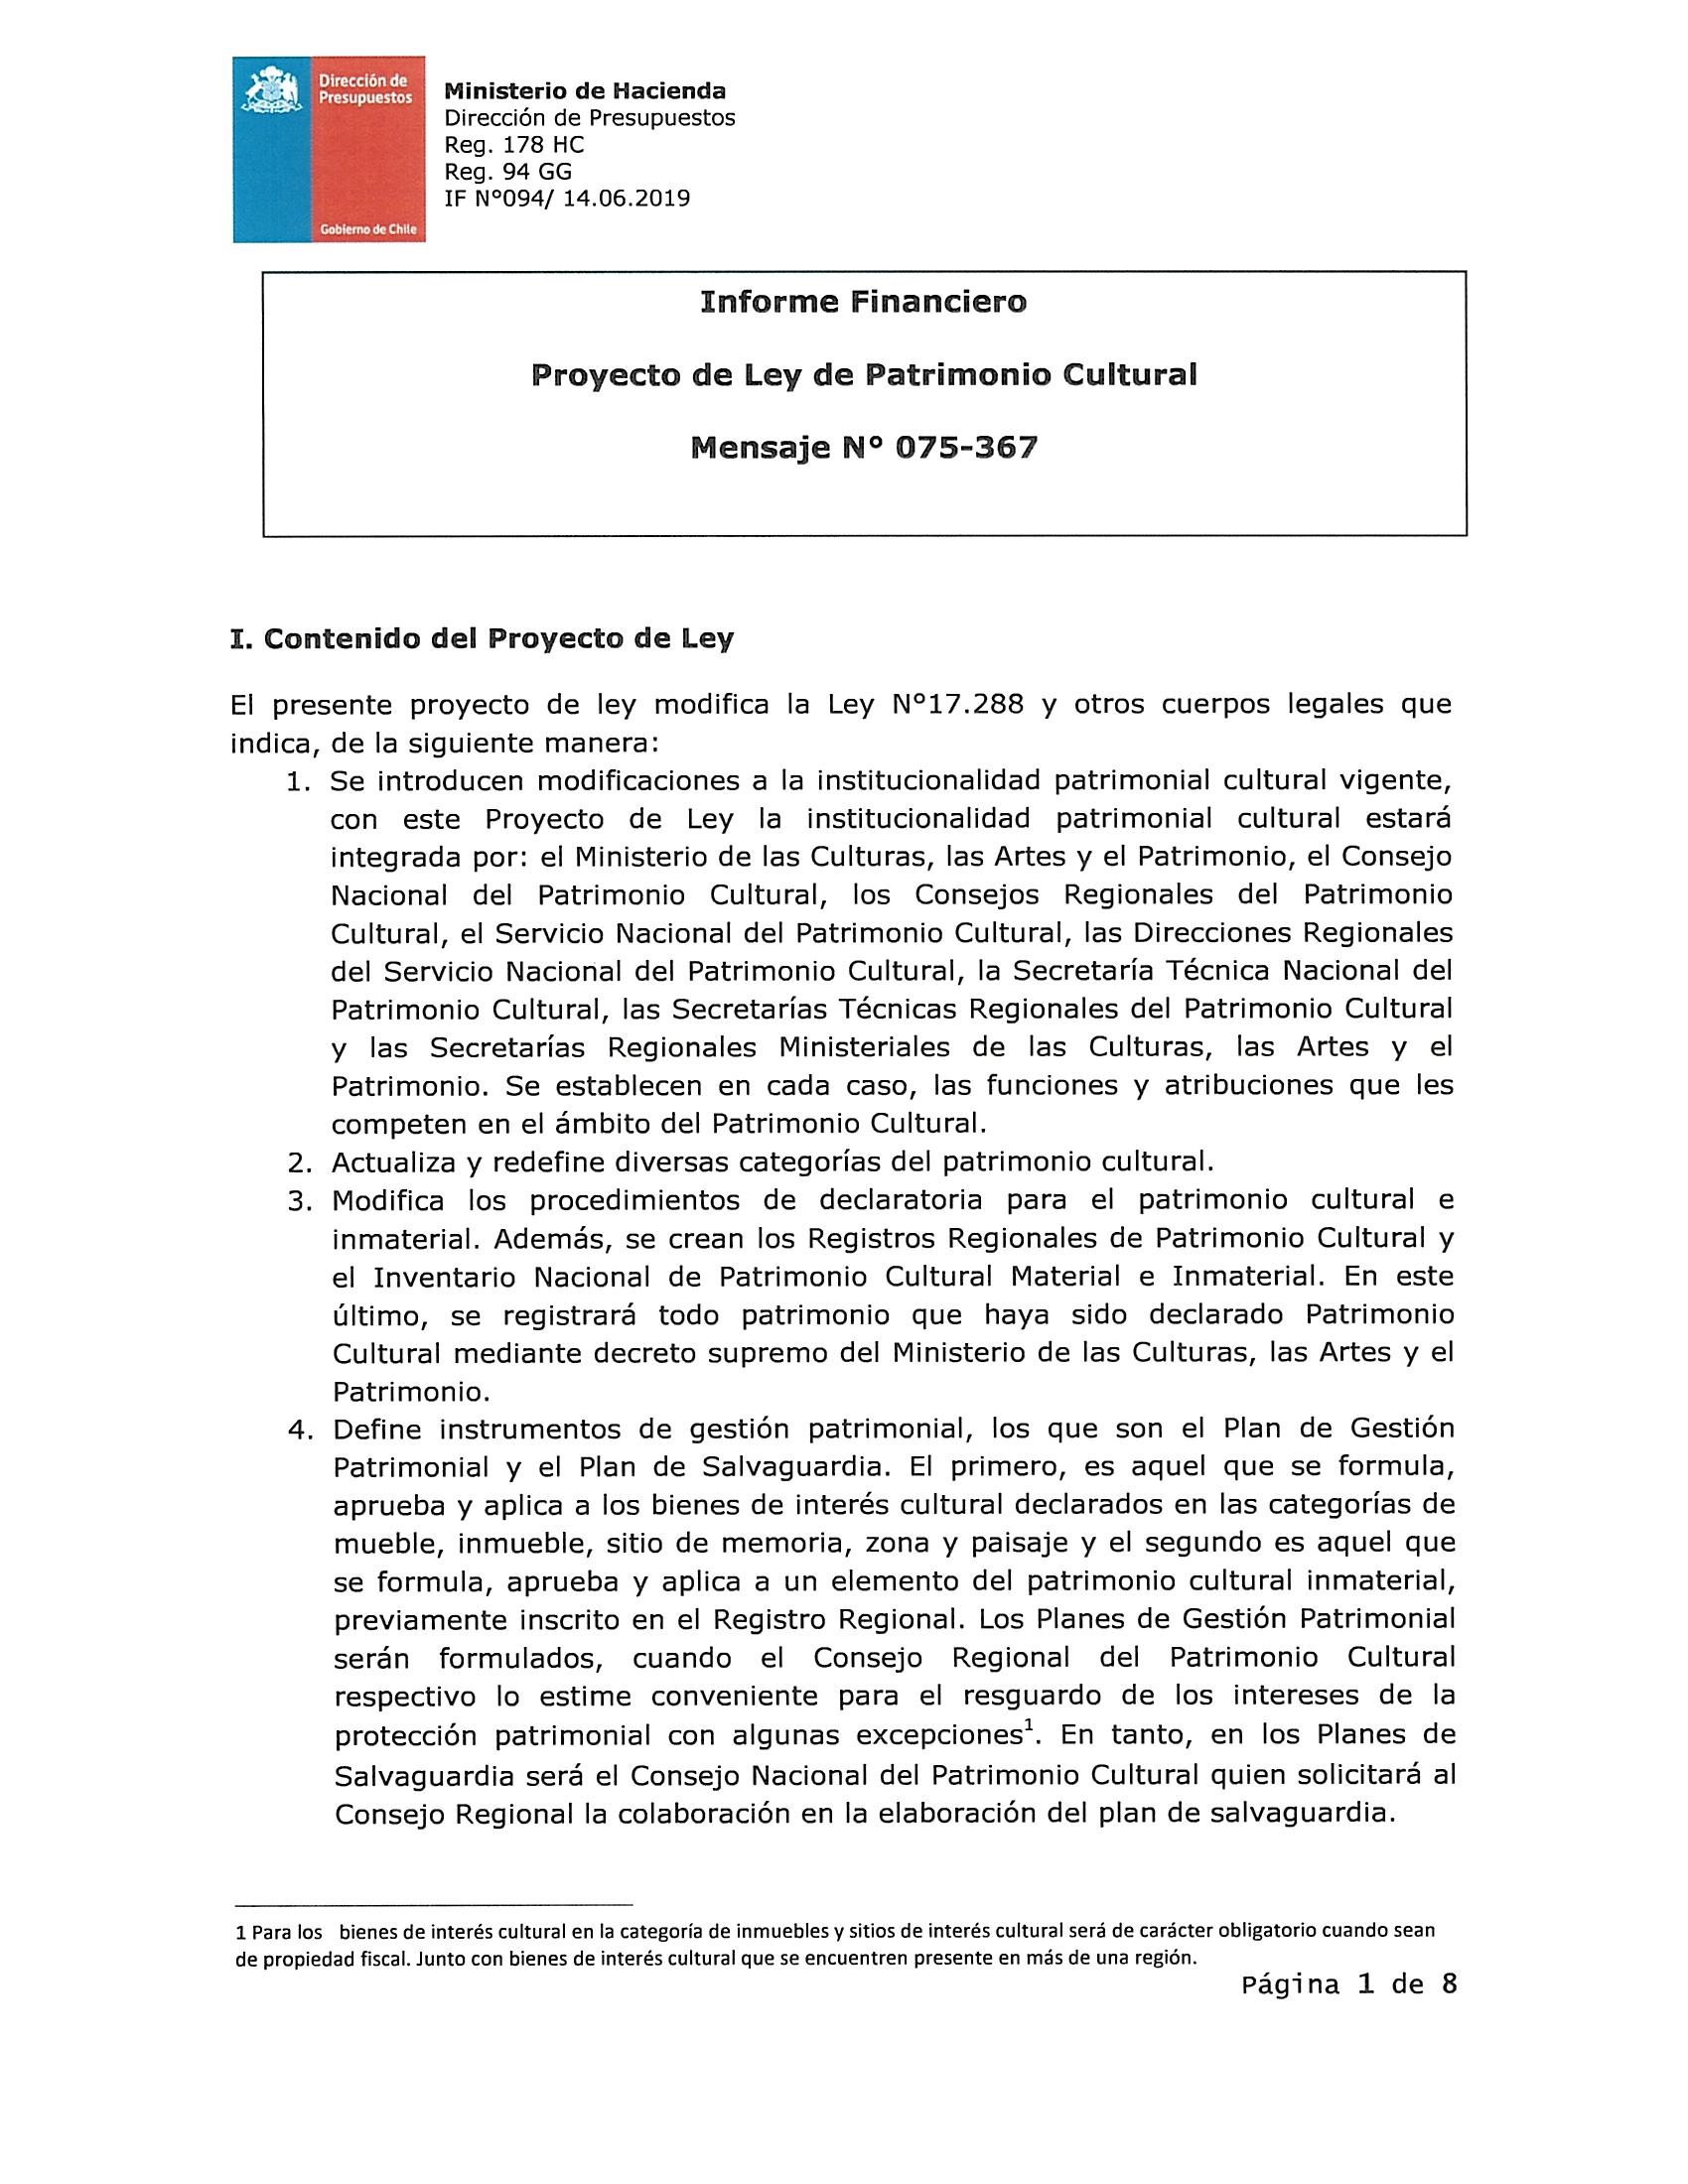 Dirección de
Presupuestos
Gobierno de Chile
Ministerio de Hacienda
Dirección de Presupuestos
Reg. 178 HC
Reg. 94 GG
IF N°094/ 14.06.2019
Informe Financiero
Proyecto de Ley de Patrimonio Cultural
Mensaje N° 075-367
I. Contenido del Proyecto de Ley
El presente proyecto de ley modifica la Ley N°17.288 y otros cuerpos legales que
indica, de la siguiente manera:
1. Se introducen modificaciones a la institucionalidad patrimonial cultural vigente,
con este Proyecto de Ley la institucionalidad patrimonial cultural estará
integrada por: el Ministerio de las Culturas, las Artes y el Patrimonio, el Consejo
Nacional del Patrimonio Cultural, los Consejos Regionales del Patrimonio
Cultural, el Servicio Nacional del Patrimonio Cultural, las Direcciones Regionales
del Servicio Nacional del Patrimonio Cultural, la Secretaría Técnica Nacional del
Patrimonio Cultural, las Secretarías Técnicas Regionales del Patrimonio Cultural
y las Secretarías Regionales Ministeriales de las Culturas, las Artes y el
Patrimonio. Se establecen en cada caso, las funciones y atribuciones que les
competen en el ámbito del Patrimonio Cultural.
2. Actualiza y redefine diversas categorías del patrimonio cultural.
3. Modifica los procedimientos de declaratoria para el patrimonio cultural e
inmaterial. Además, se crean los Registros Regionales de Patrimonio Cultural y
el Inventario Nacional de Patrimonio Cultural Material e Inmaterial. En este
último, se registrará todo patrimonio que haya sido declarado Patrimonio
Cultural mediante decreto supremo del Ministerio de las Culturas, las Artes y el
Patrimonio.
4. Define instrumentos de gestión patrimonial, los que son el Plan de Gestión
Patrimonial y el Plan de Salvaguardia. El primero, es aquel que se formula,
aprueba y aplica a los bienes de interés cultural declarados en las categorías de
mueble, inmueble, sitio de memoria, zona y paisaje y el segundo es aquel que
se formula, aprueba y aplica a un elemento del patrimonio cultural inmaterial,
previamente inscrito en el Registro Regional. Los Planes de Gestión Patrimonial
serán formulados, cuando el Consejo Regional del Patrimonio Cultural
respectivo lo estime conveniente para el resguardo de los intereses de la
protección patrimonial con algunas excepciones¹. En tanto, en los Planes de
Salvaguardia será el Consejo Nacional del Patrimonio Cultural quien solicitará al
Consejo Regional la colaboración en la elaboración del plan de salvaguardia.
1 Para los bienes de interés cultural en la categoría de inmuebles y sitios de interés cultural será de carácter obligatorio cuando sean
de propiedad fiscal. Junto con bienes de interés cultural que se encuentren presente en más de una región.
Página 1 de 8